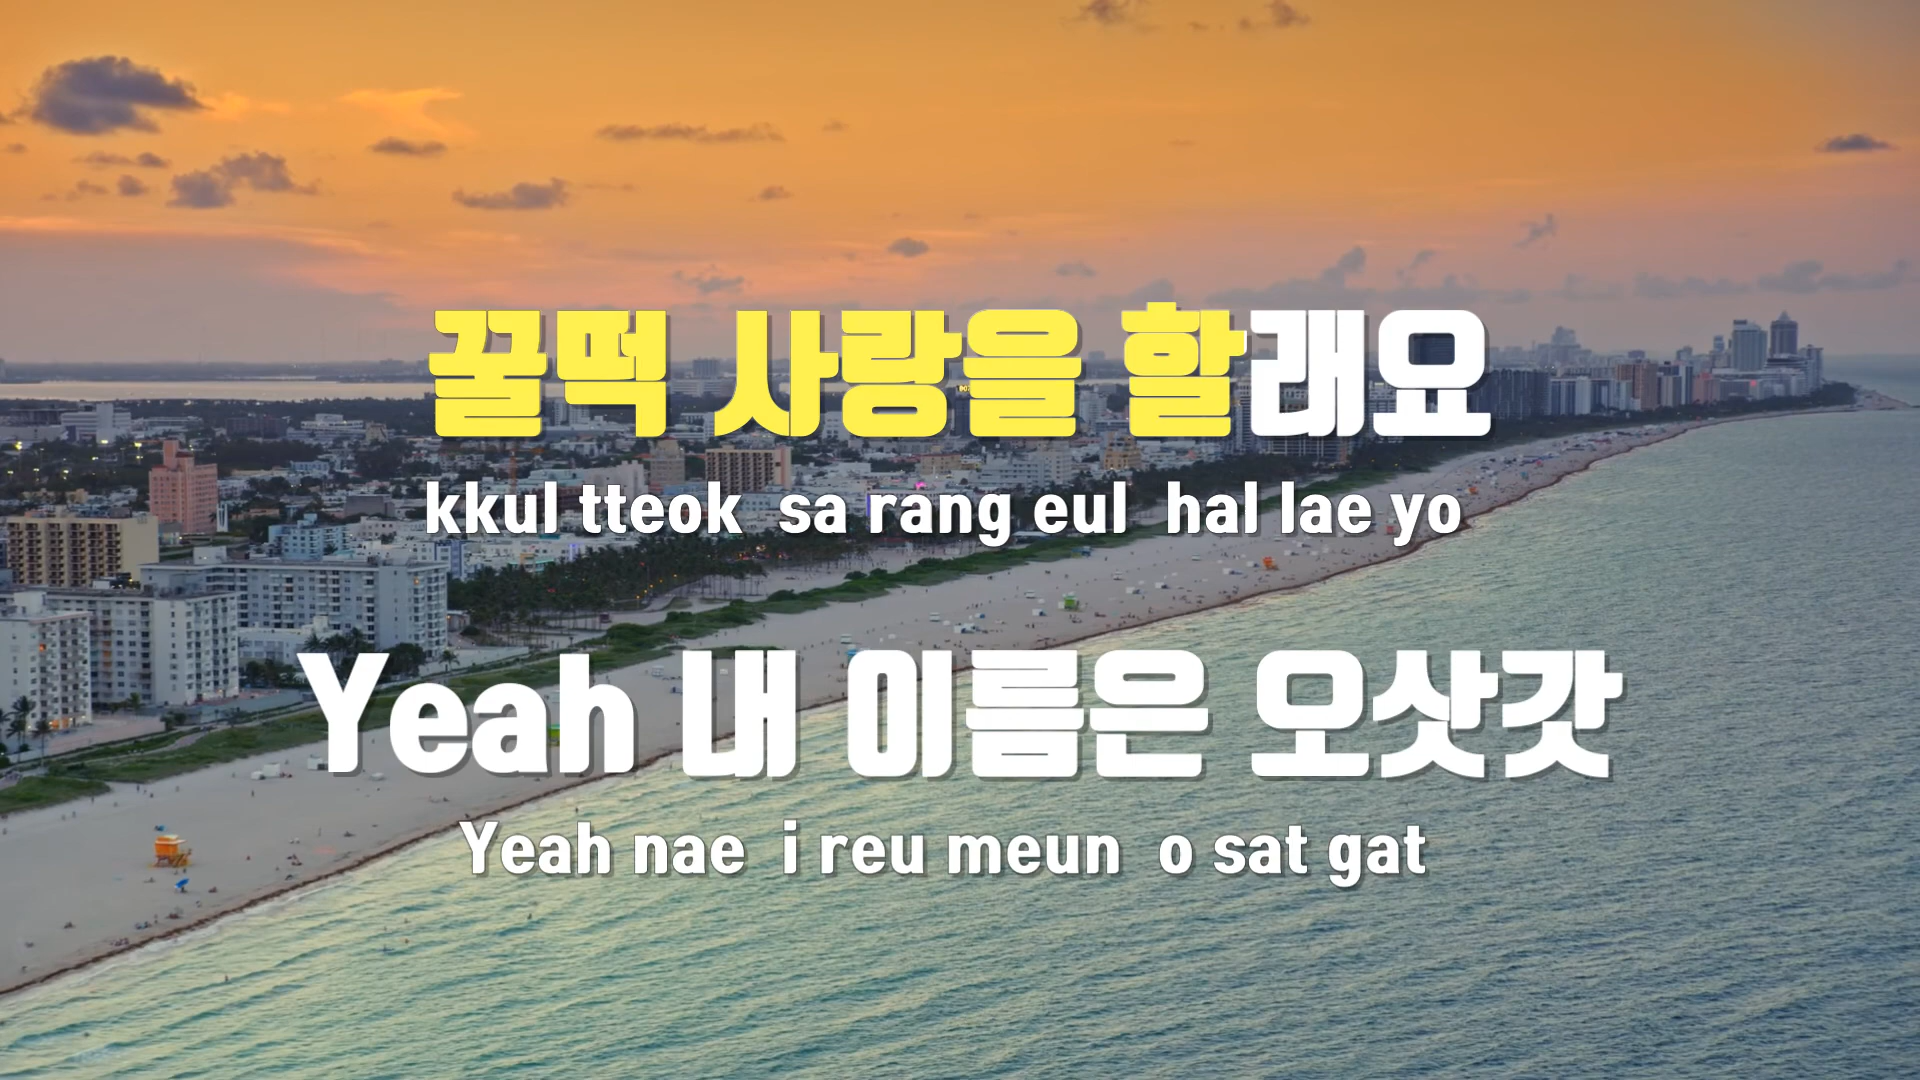 꿀떡 사랑을 할래요
kkul tteok sa rang eul hal lae yo
Yeah 내 이름은 오삿갓
Yeah nae i reu meun o sat gat